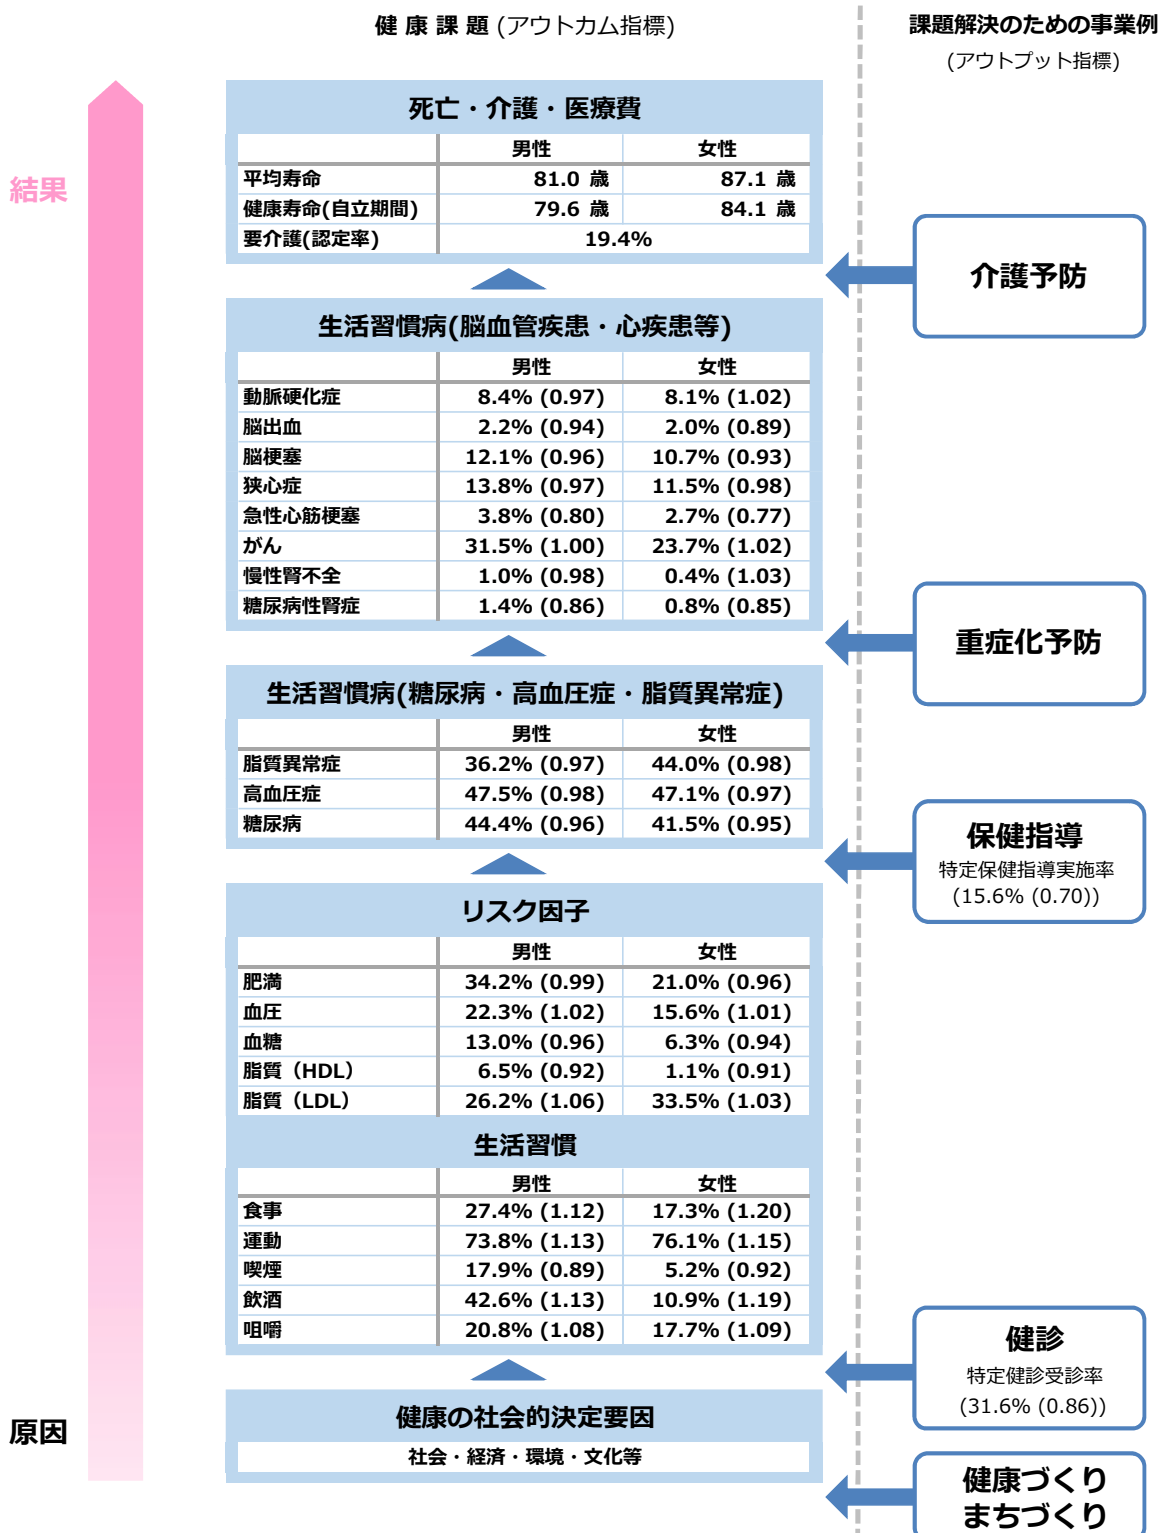 健 康 課 題 (アウトカム指標)
課題解決のための事業例
(アウトプット指標)
結果
原因
死亡・介護・医療費
男性 女性
平均寿命 81.0 歳 87.1 歳
健康寿命(自立期間) 79.6 歳 84.1 歳
要介護(認定率) 19.4%
介護予防
生活習慣病(脳血管疾患・心疾患等)
男性 女性
動脈硬化症 8.4% (0.97) 8.1% (1.02)
脳出血 2.2% (0.94) 2.0% (0.89)
脳梗塞 12.1% (0.96) 10.7% (0.93)
狭心症 13.8% (0.97) 11.5% (0.98)
急性心筋梗塞 3.8% (0.80) 2.7% (0.77)
がん 31.5% (1.00) 23.7% (1.02)
慢性腎不全 1.0% (0.98) 0.4% (1.03)
糖尿病性腎症 1.4% (0.86) 0.8% (0.85)
重症化予防
生活習慣病(糖尿病・高血圧症・脂質異常症)
男性 女性
脂質異常症 36.2% (0.97) 44.0% (0.98)
高血圧症 47.5% (0.98) 47.1% (0.97)
糖尿病 44.4% (0.96) 41.5% (0.95)
保健指導
特定保健指導実施率
(15.6% (0.70))
リスク因子
男性 女性
肥満 34.2% (0.99) 21.0% (0.96)
血圧 22.3% (1.02) 15.6% (1.01)
血糖 13.0% (0.96) 6.3% (0.94)
脂質（HDL） 6.5% (0.92) 1.1% (0.91)
脂質（LDL） 26.2% (1.06) 33.5% (1.03)
生活習慣
男性 女性
食事 27.4% (1.12) 17.3% (1.20)
運動 73.8% (1.13) 76.1% (1.15)
喫煙 17.9% (0.89) 5.2% (0.92)
飲酒 42.6% (1.13) 10.9% (1.19)
咀嚼 20.8% (1.08) 17.7% (1.09)
健診
特定健診受診率
(31.6% (0.86))
健康の社会的決定要因
社会・経済・環境・文化等
健康づくり
まちづくり